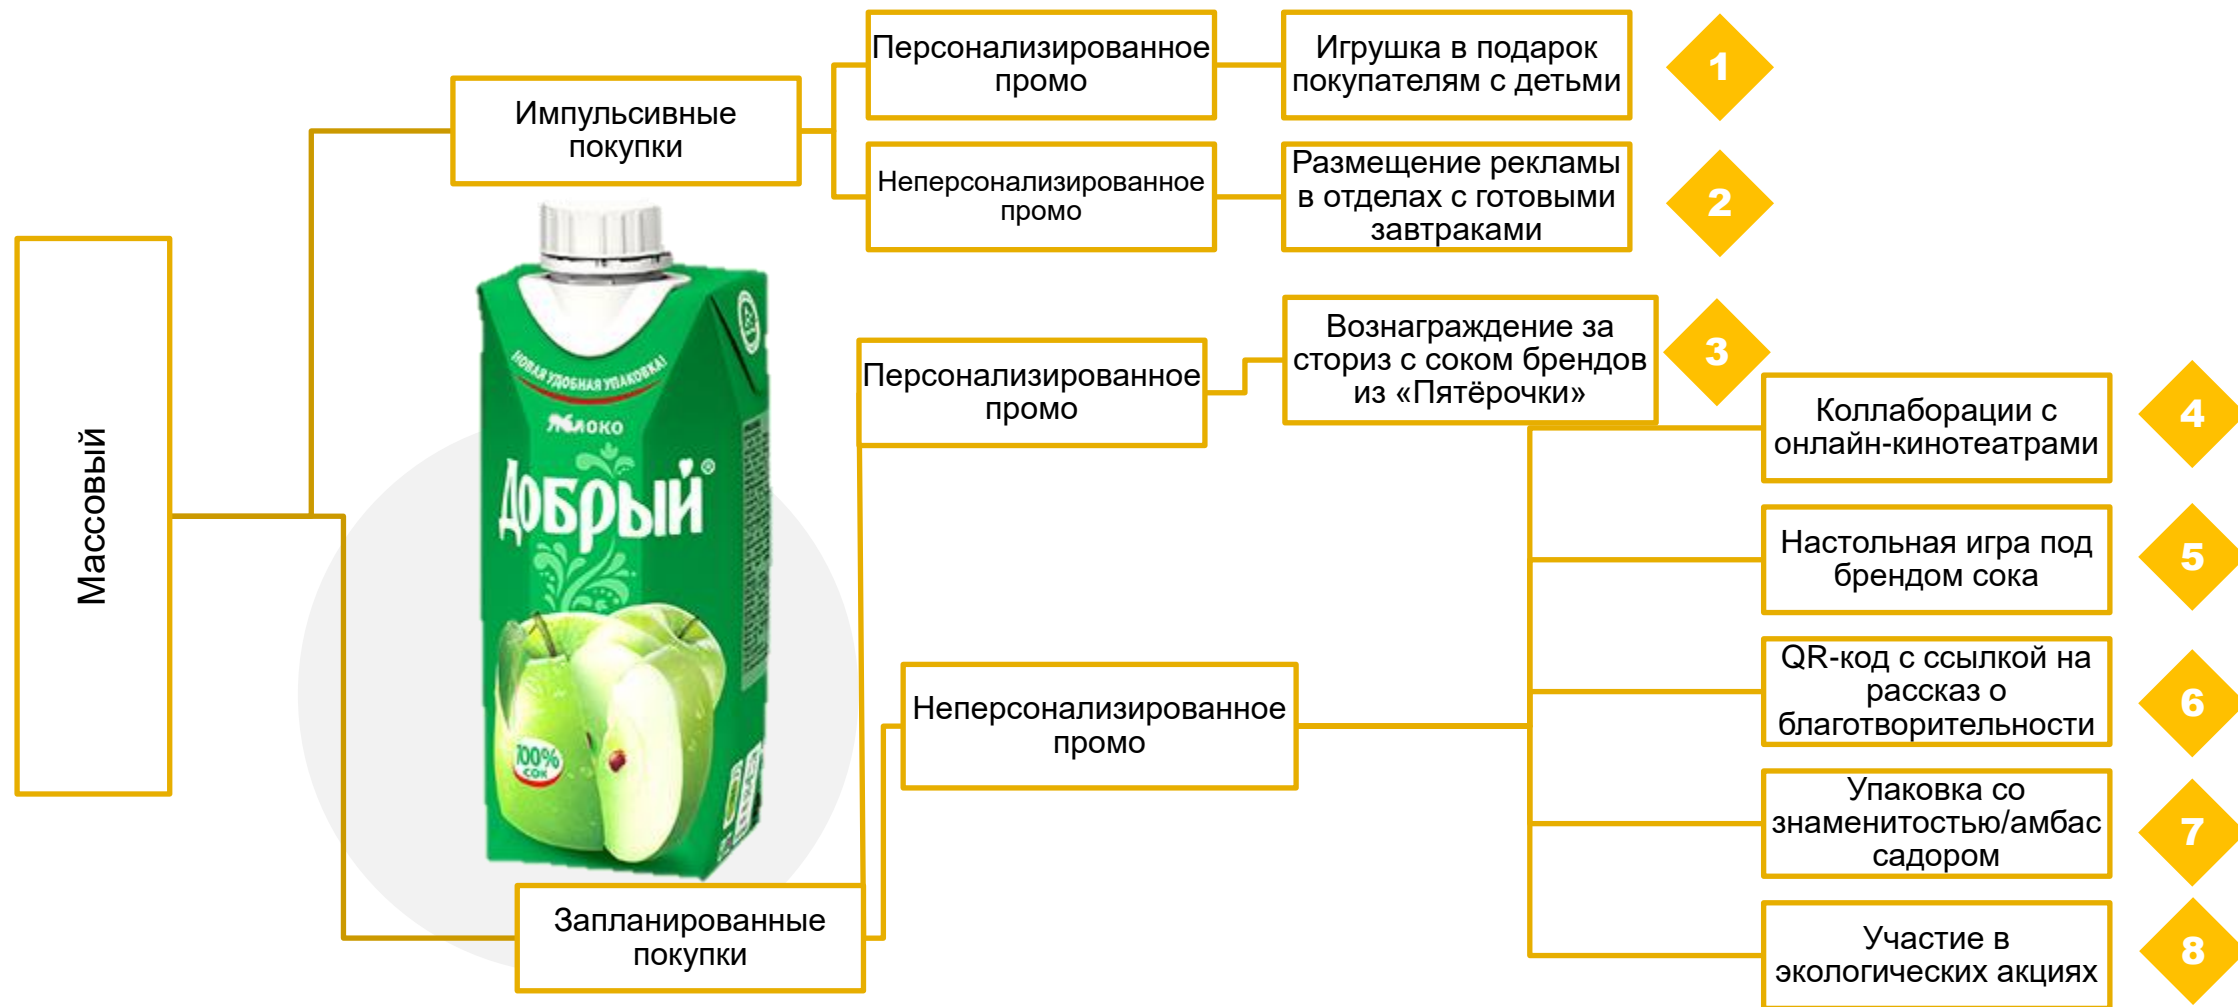 Массовый
Импульсивные
покупки
Персонализированное
промо
Игрушка в подарок
покупателям с детьми
1
Неперсонализированное
промо
Размещение рекламы
в отделах с готовыми
завтраками
2
НОВАЯ УДОБНАЯ УПАКОВКА!
ЯБЛОКО
ДОБРЫЙ®
100%
СОК
Запланированные
покупки
Персонализированное
промо
Вознаграждение за
сториз с соком брендов
из «Пятёрочки»
3
Неперсонализированное
промо
Коллаборации с
онлайн-кинотеатрами
4
Настольная игра под
брендом сока
5
QR-код с ссылкой на
рассказ о
благотворительности
6
Упаковка со
знаменитостью/амбас
садором
7
Участие в
экологических акциях
8